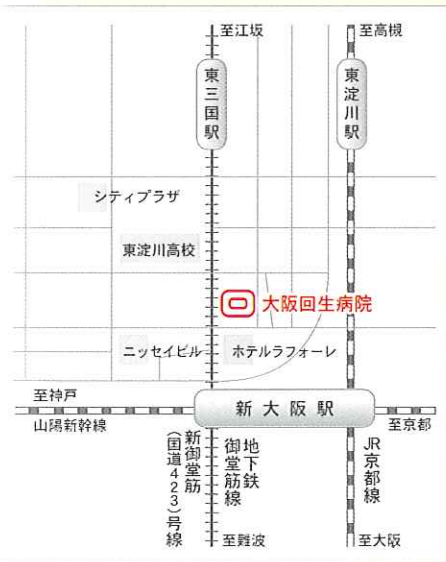 至江坂
至高槻
東三国駅
東淀川駅
シティプラザ
東淀川高校
大阪回生病院
ニッセイビル
ホテルラフォーレ
至神戸
新大阪駅
山陽新幹線
至京都
新御堂筋
(国道423)号線
地下鉄
御堂筋線
JR京都線
至難波
至大阪